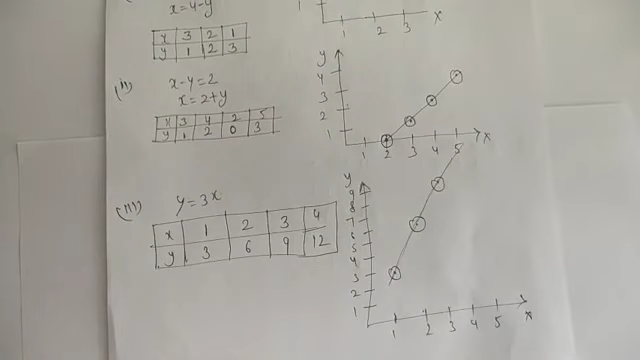 x=4-y
x 3 2 1
y 1 2 3
1
1 2 3 x
(ii)
x-y=2
x=2+y
x 3 4 2 5
y 1 2 0 3
y
4
3
2
1
1 2 3 4 5 x
(iii)
y=3x
x 1 2 3 4
y 3 6 9 12
y
9
8
7
6
5
4
3
2
1
1 2 3 4 5 x